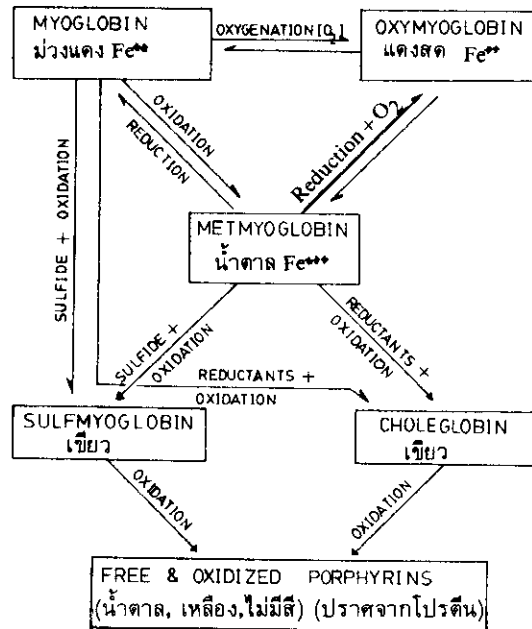 MYOGLOBIN
ม่วงแดง Fe⁺⁺
OXYGENATION [O₂]
OXYMYOGLOBIN
แดงสด Fe⁺⁺
OXIDATION
REDUCTION
Reduction + O₂
SULFIDE + OXIDATION
METMYOGLOBIN
น้ำตาล Fe⁺⁺⁺
SULFIDE +
OXIDATION
REDUCTANTS +
OXIDATION
REDUCTANTS +
OXIDATION
SULFMYOGLOBIN
เขียว
CHOLEGLOBIN
เขียว
OXIDATION
OXIDATION
FREE & OXIDIZED PORPHYRINS
(น้ำตาล, เหลือง,ไม่มีสี) (ปราศจากโปรตีน)